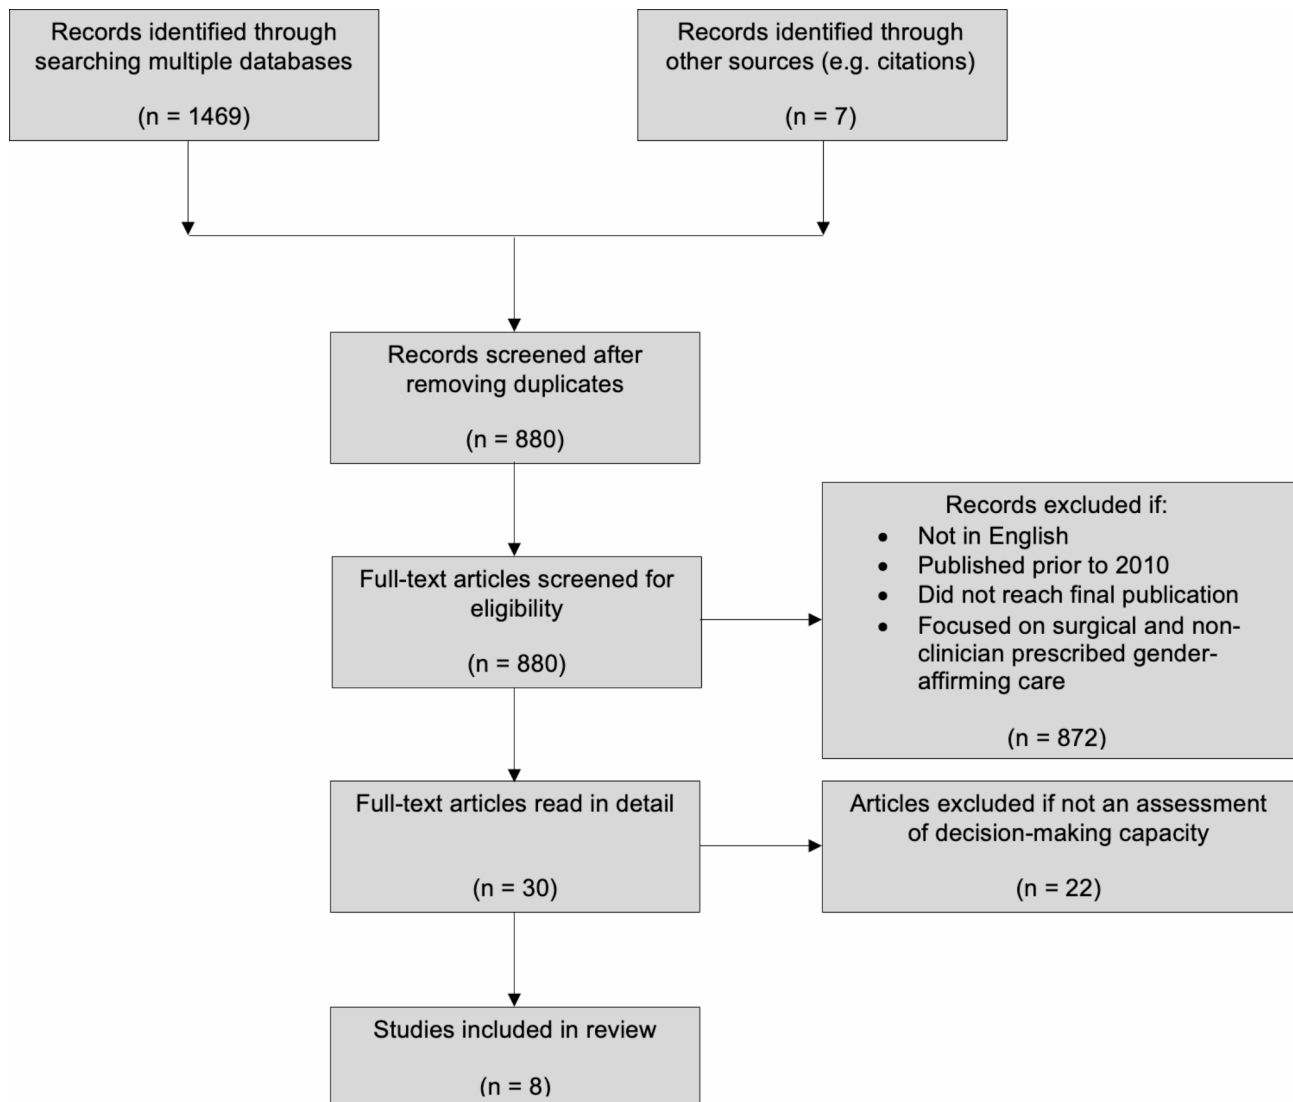 Records identified through
searching multiple databases
(n = 1469)
Records identified through
other sources (e.g. citations)
(n = 7)
Records screened after
removing duplicates
(n = 880)
Full-text articles screened for
eligibility
(n = 880)
Records excluded if:
• Not in English
• Published prior to 2010
• Did not reach final publication
• Focused on surgical and non-
clinician prescribed gender-
affirming care
(n = 872)
Full-text articles read in detail
(n = 30)
Articles excluded if not an assessment
of decision-making capacity
(n = 22)
Studies included in review
(n = 8)